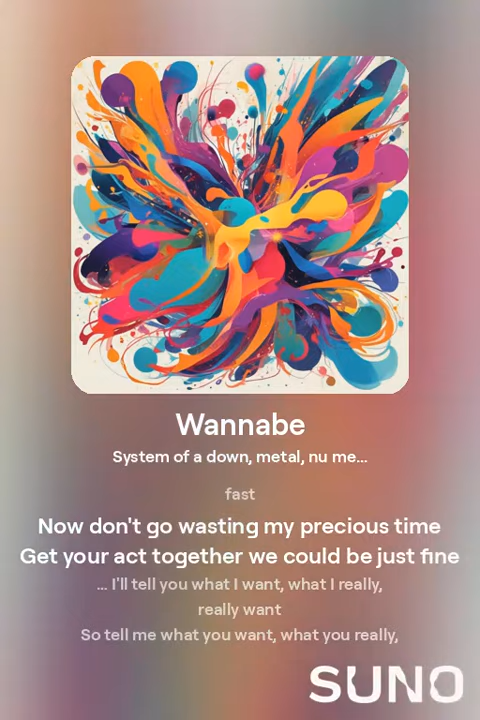 Wannabe
System of a down, metal, nu me...
fast
Now don't go wasting my precious time
Get your act together we could be just fine
... I'll tell you what I want, what I really,
really want
So tell me what you want, what you really,
SUNO